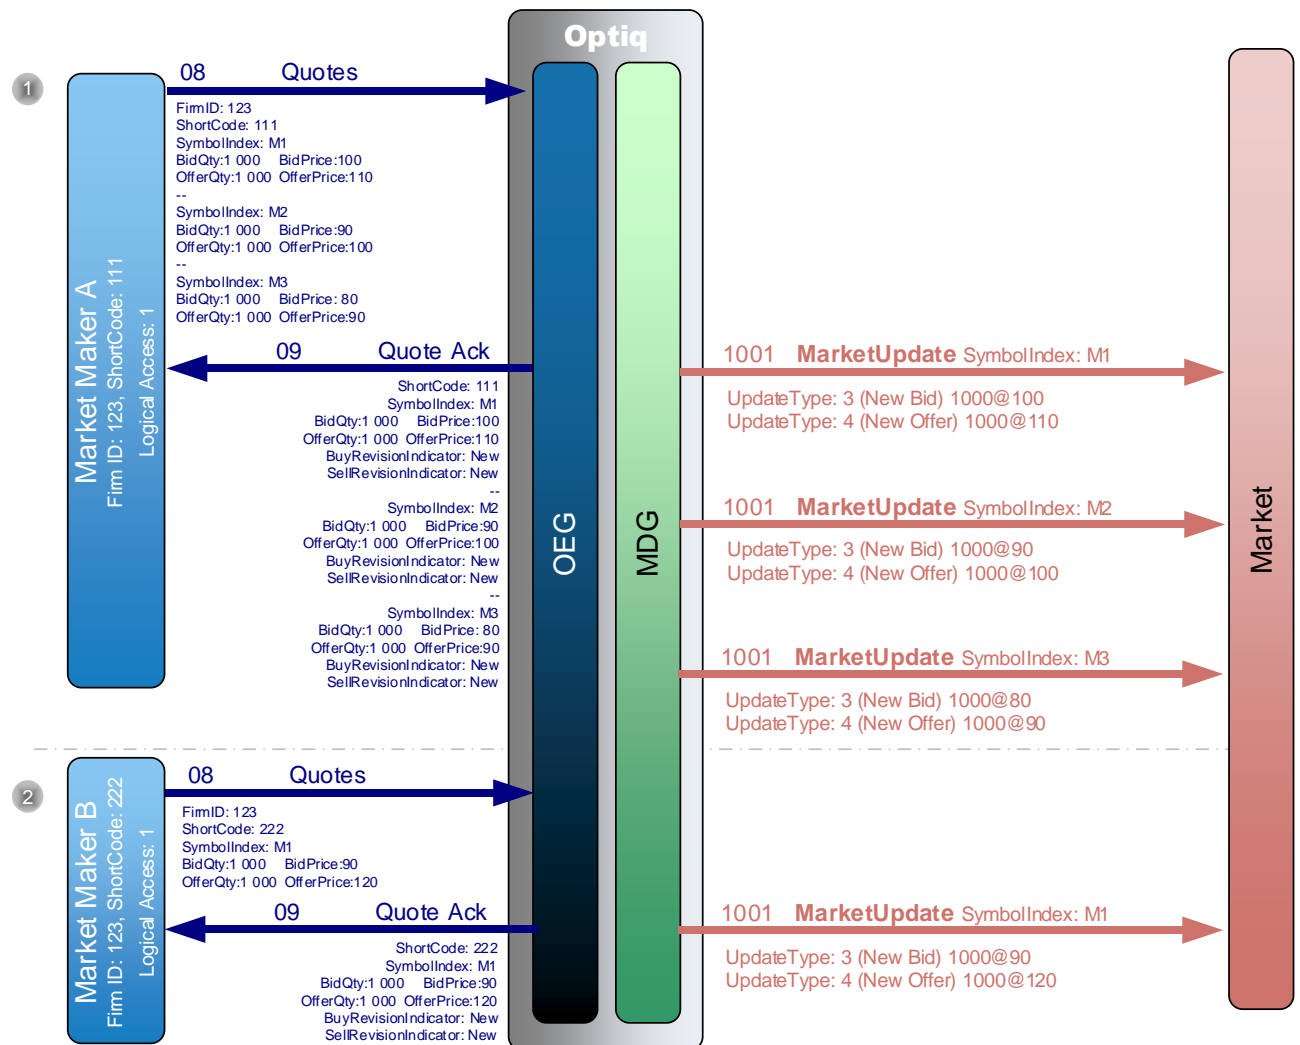 Optiq
1
Market Maker A
Firm ID: 123, ShortCode: 111
Logical Access: 1
08 Quotes
FirmID: 123
ShortCode: 111
SymbolIndex: M1
BidQty:1 000 BidPrice:100
OfferQty:1 000 OfferPrice:110
--
SymbolIndex: M2
BidQty:1 000 BidPrice:90
OfferQty:1 000 OfferPrice:100
--
SymbolIndex: M3
BidQty:1 000 BidPrice: 80
OfferQty:1 000 OfferPrice:90
09 Quote Ack
ShortCode: 111
SymbolIndex: M1
BidQty:1 000 BidPrice:100
OfferQty:1 000 OfferPrice:110
BuyRevisionIndicator: New
SellRevisionIndicator: New
--
SymbolIndex: M2
BidQty:1 000 BidPrice:90
OfferQty:1 000 OfferPrice:100
BuyRevisionIndicator: New
SellRevisionIndicator: New
--
SymbolIndex: M3
BidQty:1 000 BidPrice: 80
OfferQty:1 000 OfferPrice:90
BuyRevisionIndicator: New
SellRevisionIndicator: New
OEG
MDG
1001 MarketUpdate SymbolIndex: M1
UpdateType: 3 (New Bid) 1000@100
UpdateType: 4 (New Offer) 1000@110
1001 MarketUpdate SymbolIndex: M2
UpdateType: 3 (New Bid) 1000@90
UpdateType: 4 (New Offer) 1000@100
1001 MarketUpdate SymbolIndex: M3
UpdateType: 3 (New Bid) 1000@80
UpdateType: 4 (New Offer) 1000@90
Market
2
Market Maker B
Firm ID: 123, ShortCode: 222
Logical Access: 1
08 Quotes
FirmID: 123
ShortCode: 222
SymbolIndex: M1
BidQty:1 000 BidPrice:90
OfferQty:1 000 OfferPrice:120
09 Quote Ack
ShortCode: 222
SymbolIndex: M1
BidQty:1 000 BidPrice:90
OfferQty:1 000 OfferPrice:120
BuyRevisionIndicator: New
SellRevisionIndicator: New
1001 MarketUpdate SymbolIndex: M1
UpdateType: 3 (New Bid) 1000@90
UpdateType: 4 (New Offer) 1000@120